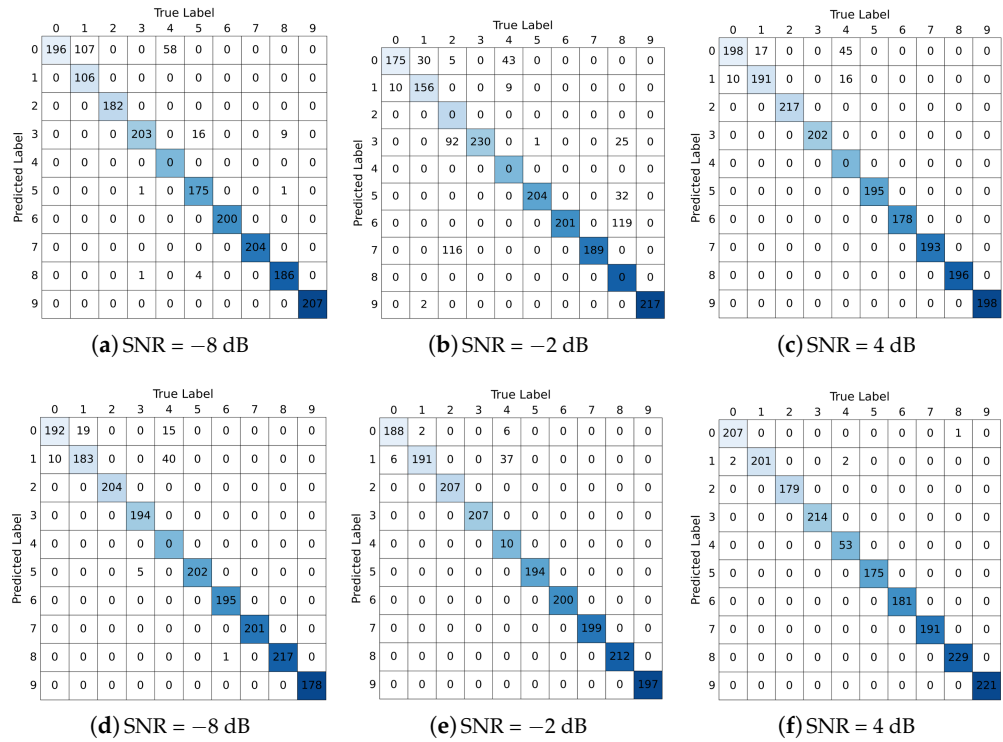 True Label
0 1 2 3 4 5 6 7 8 9
Predicted Label
0 196 107 0 0 58 0 0 0 0 0
1 0 106 0 0 0 0 0 0 0 0
2 0 0 182 0 0 0 0 0 0 0
3 0 0 0 203 0 16 0 0 9 0
4 0 0 0 0 0 0 0 0 0 0
5 0 0 0 1 0 175 0 0 1 0
6 0 0 0 0 0 0 200 0 0 0
7 0 0 0 0 0 0 0 204 0 0
8 0 0 0 1 0 4 0 0 186 0
9 0 0 0 0 0 0 0 0 0 207
(a) SNR = −8 dB
True Label
0 1 2 3 4 5 6 7 8 9
Predicted Label
0 175 30 5 0 43 0 0 0 0 0
1 10 156 0 0 9 0 0 0 0 0
2 0 0 0 0 0 0 0 0 0 0
3 0 0 92 230 0 1 0 0 25 0
4 0 0 0 0 0 0 0 0 0 0
5 0 0 0 0 0 204 0 0 32 0
6 0 0 0 0 0 0 201 0 119 0
7 0 0 116 0 0 0 0 189 0 0
8 0 0 0 0 0 0 0 0 0 0
9 0 2 0 0 0 0 0 0 0 217
(b) SNR = −2 dB
True Label
0 1 2 3 4 5 6 7 8 9
Predicted Label
0 198 17 0 0 45 0 0 0 0 0
1 10 191 0 0 16 0 0 0 0 0
2 0 0 217 0 0 0 0 0 0 0
3 0 0 0 202 0 0 0 0 0 0
4 0 0 0 0 0 0 0 0 0 0
5 0 0 0 0 0 195 0 0 0 0
6 0 0 0 0 0 0 178 0 0 0
7 0 0 0 0 0 0 0 193 0 0
8 0 0 0 0 0 0 0 0 196 0
9 0 0 0 0 0 0 0 0 0 198
(c) SNR = 4 dB
True Label
0 1 2 3 4 5 6 7 8 9
Predicted Label
0 192 19 0 0 15 0 0 0 0 0
1 10 183 0 0 40 0 0 0 0 0
2 0 0 204 0 0 0 0 0 0 0
3 0 0 0 194 0 0 0 0 0 0
4 0 0 0 0 0 0 0 0 0 0
5 0 0 0 5 0 202 0 0 0 0
6 0 0 0 0 0 0 195 0 0 0
7 0 0 0 0 0 0 0 201 0 0
8 0 0 0 0 0 0 1 0 217 0
9 0 0 0 0 0 0 0 0 0 178
(d) SNR = −8 dB
True Label
0 1 2 3 4 5 6 7 8 9
Predicted Label
0 188 2 0 0 6 0 0 0 0 0
1 6 191 0 0 37 0 0 0 0 0
2 0 0 207 0 0 0 0 0 0 0
3 0 0 0 207 0 0 0 0 0 0
4 0 0 0 0 10 0 0 0 0 0
5 0 0 0 0 0 194 0 0 0 0
6 0 0 0 0 0 0 200 0 0 0
7 0 0 0 0 0 0 0 199 0 0
8 0 0 0 0 0 0 0 0 212 0
9 0 0 0 0 0 0 0 0 0 197
(e) SNR = −2 dB
True Label
0 1 2 3 4 5 6 7 8 9
Predicted Label
0 207 0 0 0 0 0 0 0 1 0
1 2 201 0 0 2 0 0 0 0 0
2 0 0 179 0 0 0 0 0 0 0
3 0 0 0 214 0 0 0 0 0 0
4 0 0 0 0 53 0 0 0 0 0
5 0 0 0 0 0 175 0 0 0 0
6 0 0 0 0 0 0 181 0 0 0
7 0 0 0 0 0 0 0 191 0 0
8 0 0 0 0 0 0 0 0 229 0
9 0 0 0 0 0 0 0 0 0 221
(f) SNR = 4 dB